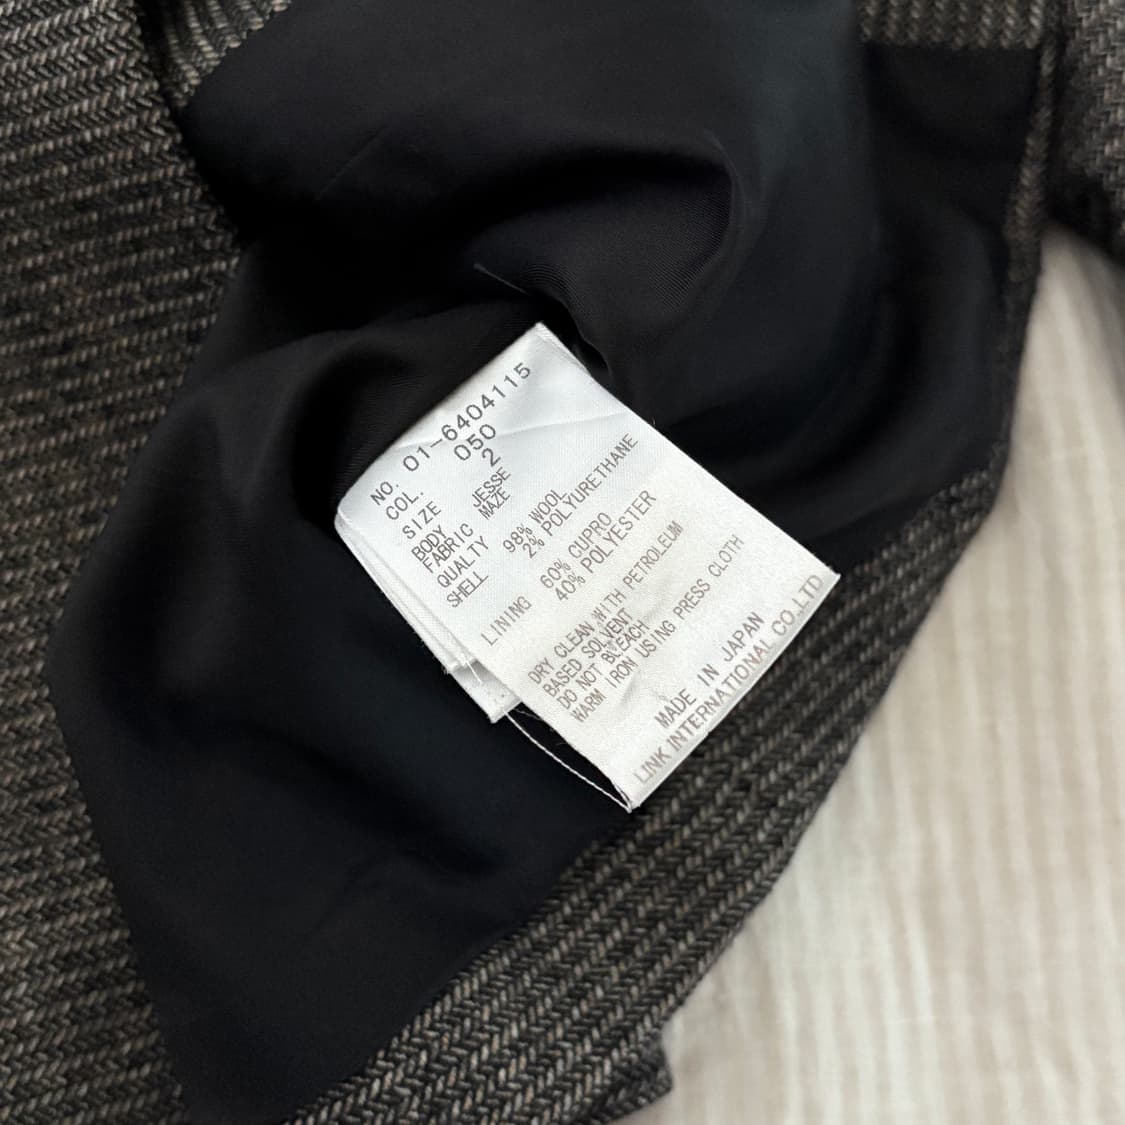 NO. 01-6404115
COL. 050
SIZE 2
BODY JESSE
FABRIC MAZE
QUALTY
SHELL 98% WOOL
2% POLYURETHANE
LINING 60% CUPRO
40% POLYESTER
DRY CLEAN WITH PETROLEUM
BASED SOLVENT
DO NOT BLEACH
WARM IRON USING PRESS CLOTH
MADE IN JAPAN
LINK INTERNATIONAL CO.,LTD